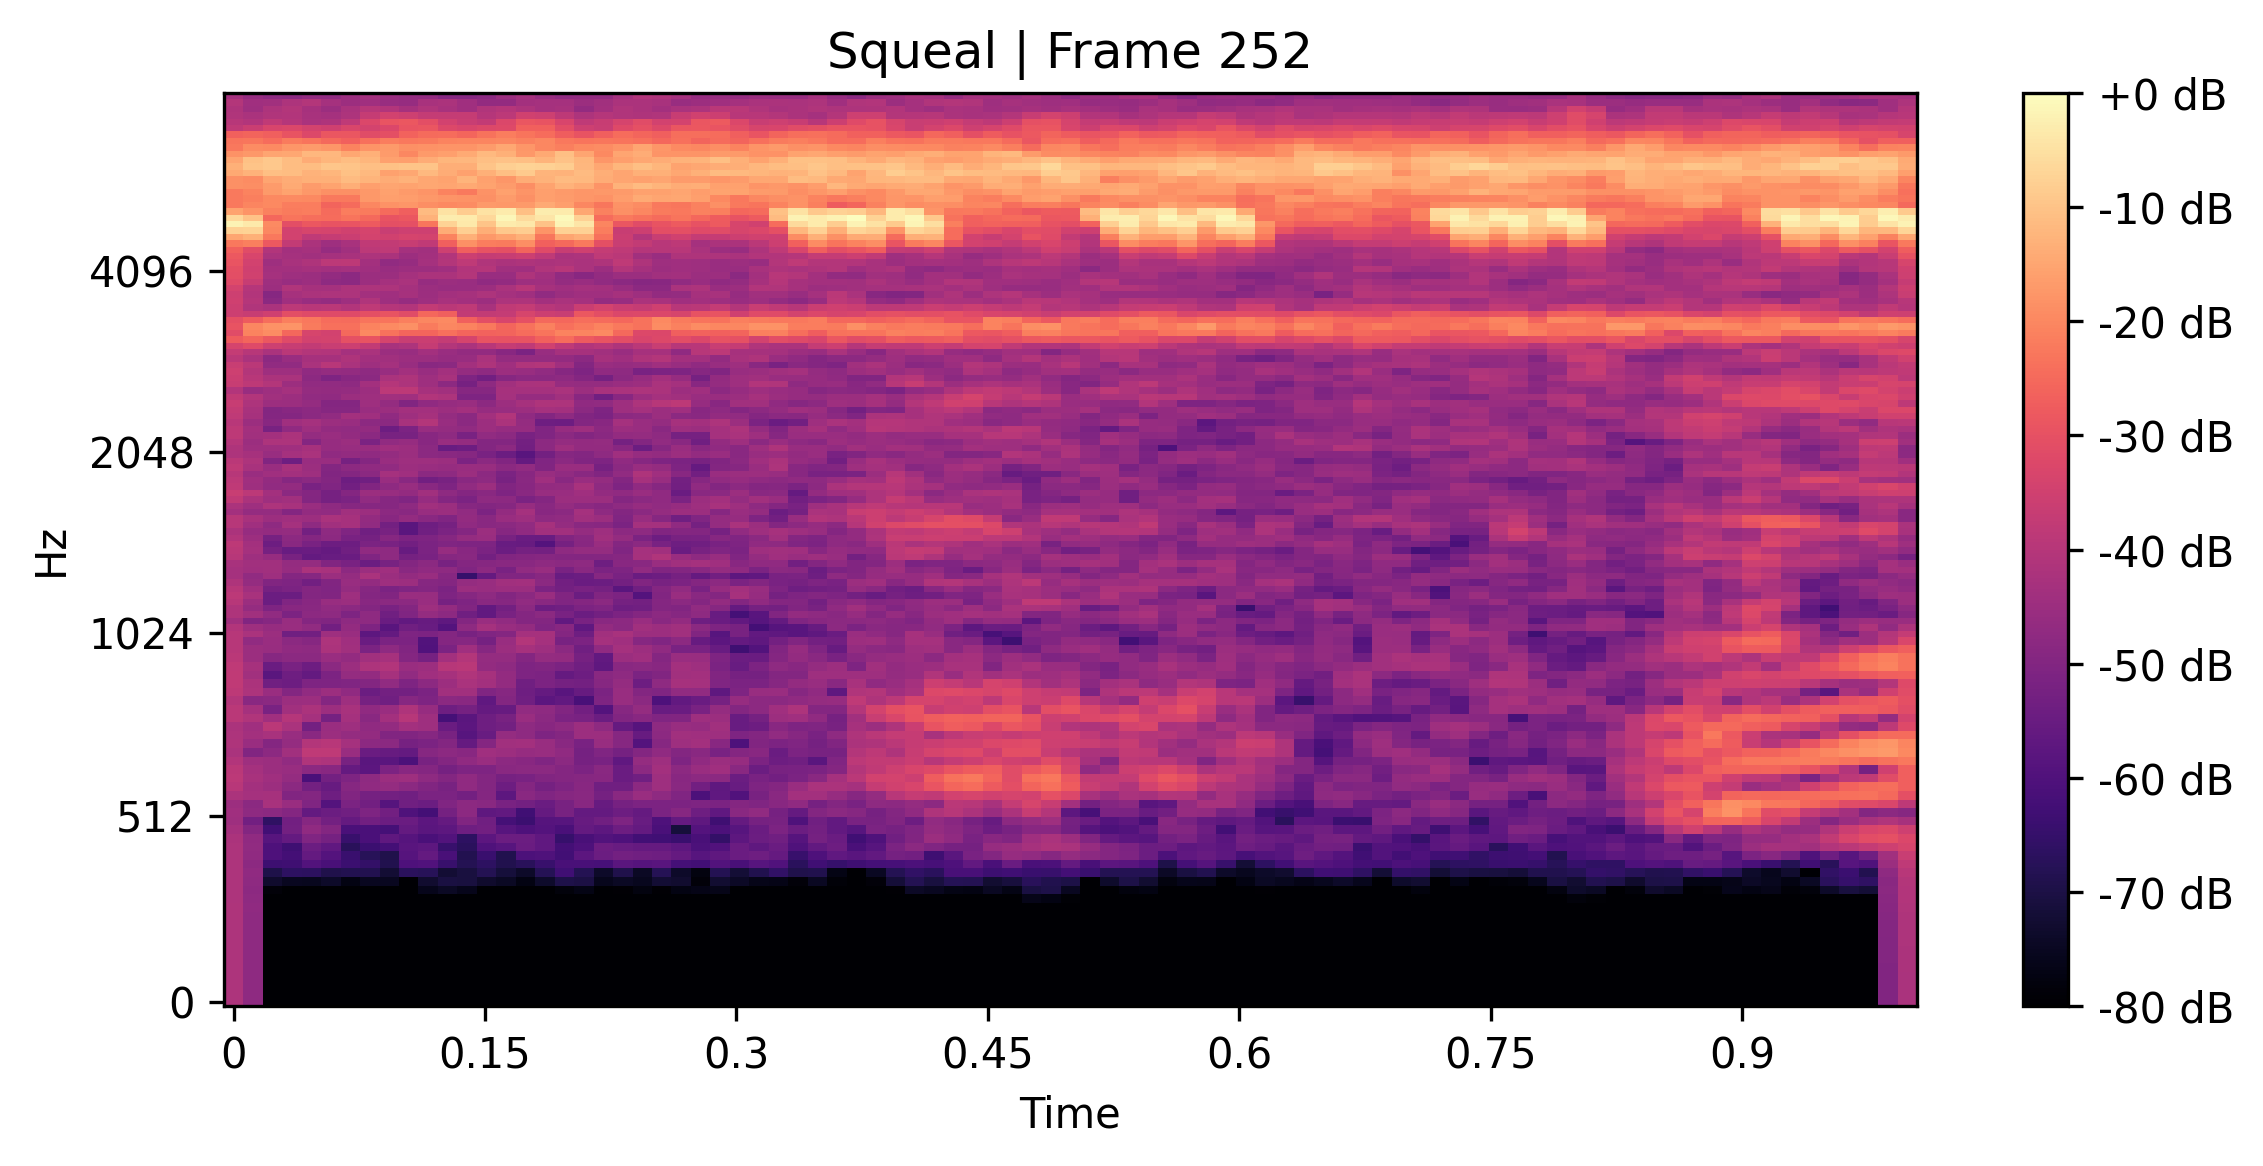 Squeal | Frame 252
Hz
4096
2048
1024
512
0
0 0.15 0.3 0.45 0.6 0.75 0.9
Time
+0 dB
-10 dB
-20 dB
-30 dB
-40 dB
-50 dB
-60 dB
-70 dB
-80 dB